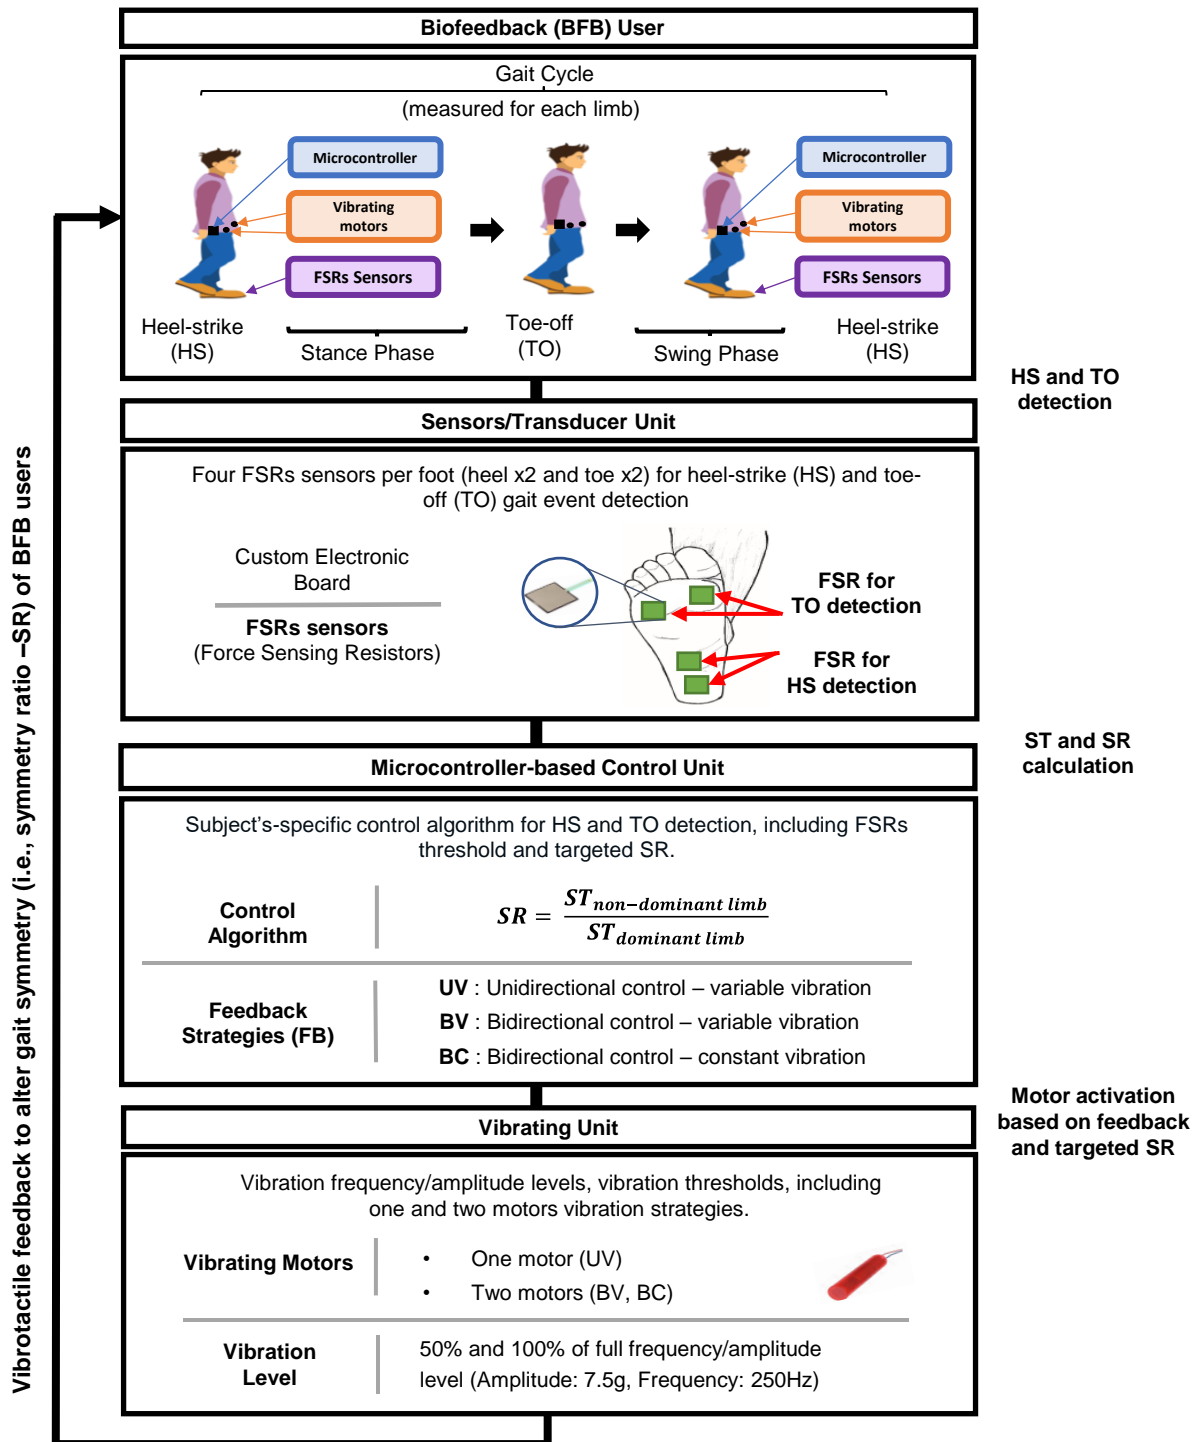 Biofeedback (BFB) User
Gait Cycle
(measured for each limb)
Microcontroller
Vibrating
motors
FSRs Sensors
Microcontroller
Vibrating
motors
FSRs Sensors
Heel-strike
(HS)
Stance Phase
Toe-off
(TO)
Swing Phase
Heel-strike
(HS)
HS and TO
detection
Sensors/Transducer Unit
Four FSRs sensors per foot (heel x2 and toe x2) for heel-strike (HS) and toe-
off (TO) gait event detection
Custom Electronic
Board
FSRs sensors
(Force Sensing Resistors)
FSR for
TO detection
FSR for
HS detection
ST and SR
calculation
Microcontroller-based Control Unit
Subject's-specific control algorithm for HS and TO detection, including FSRs
threshold and targeted SR.
Control
Algorithm
SR = ST non−dominant limb / ST dominant limb
Feedback
Strategies (FB)
UV : Unidirectional control – variable vibration
BV : Bidirectional control – variable vibration
BC : Bidirectional control – constant vibration
Motor activation
based on feedback
and targeted SR
Vibrating Unit
Vibration frequency/amplitude levels, vibration thresholds, including
one and two motors vibration strategies.
Vibrating Motors
• One motor (UV)
• Two motors (BV, BC)
Vibration
Level
50% and 100% of full frequency/amplitude
level (Amplitude: 7.5g, Frequency: 250Hz)
Vibrotactile feedback to alter gait symmetry (i.e., symmetry ratio –SR) of BFB users